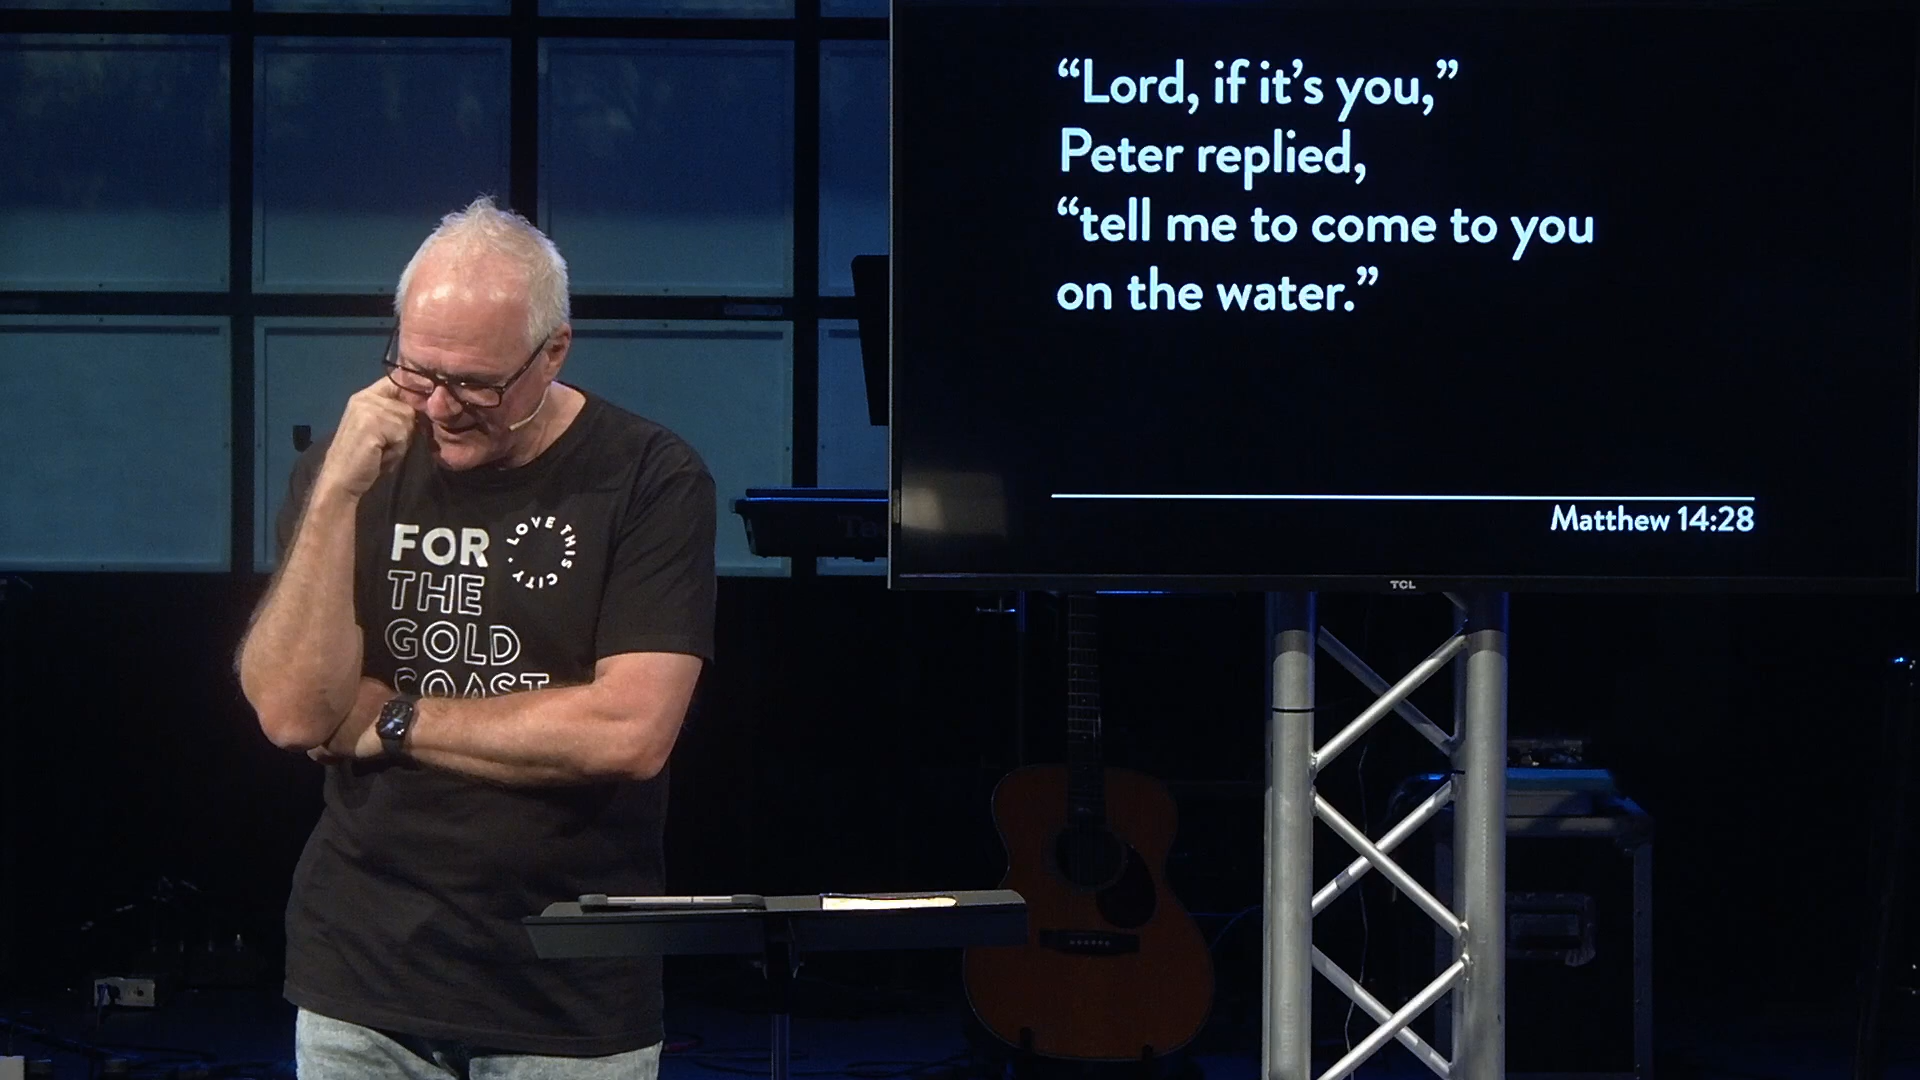 “Lord, if it’s you,”
Peter replied,
“tell me to come to you
on the water.”
Matthew 14:28
TCL
FOR
THE
GOLD
COAST
LOVE THIS CITY .